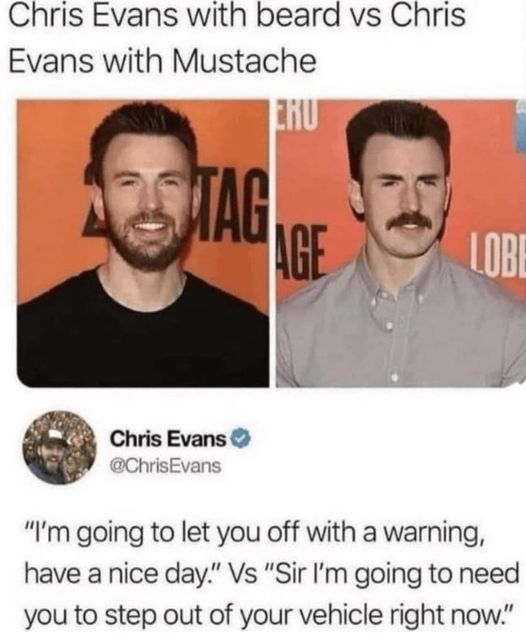 Chris Evans with beard vs Chris
Evans with Mustache
TAG
ERU
AGE
LOBE
Chris Evans
@ChrisEvans
"I'm going to let you off with a warning,
have a nice day." Vs "Sir I'm going to need
you to step out of your vehicle right now."